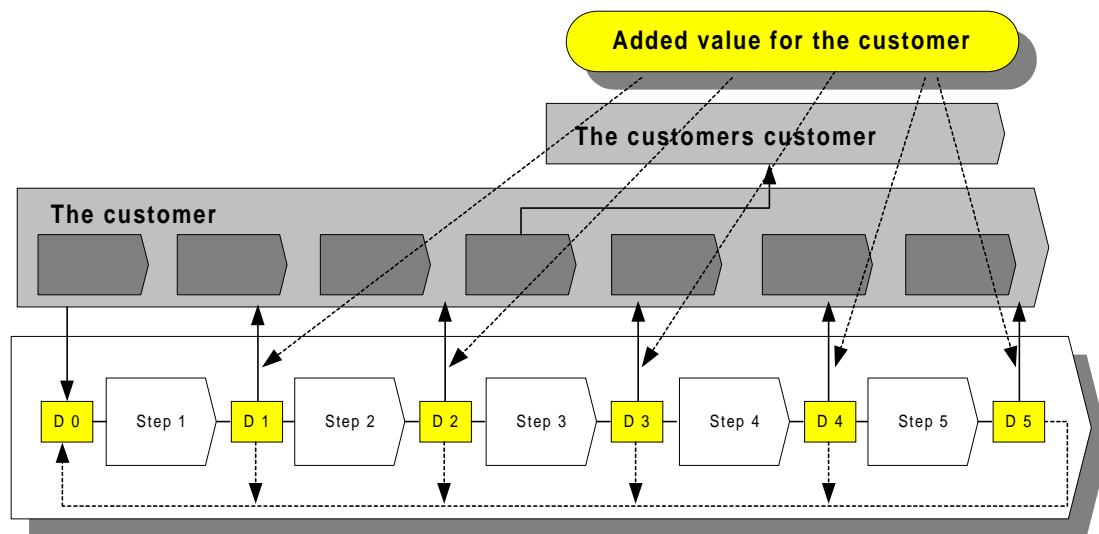 Added value for the customer
The customers customer
The customer
D 0
Step 1
D 1
Step 2
D 2
Step 3
D 3
Step 4
D 4
Step 5
D 5